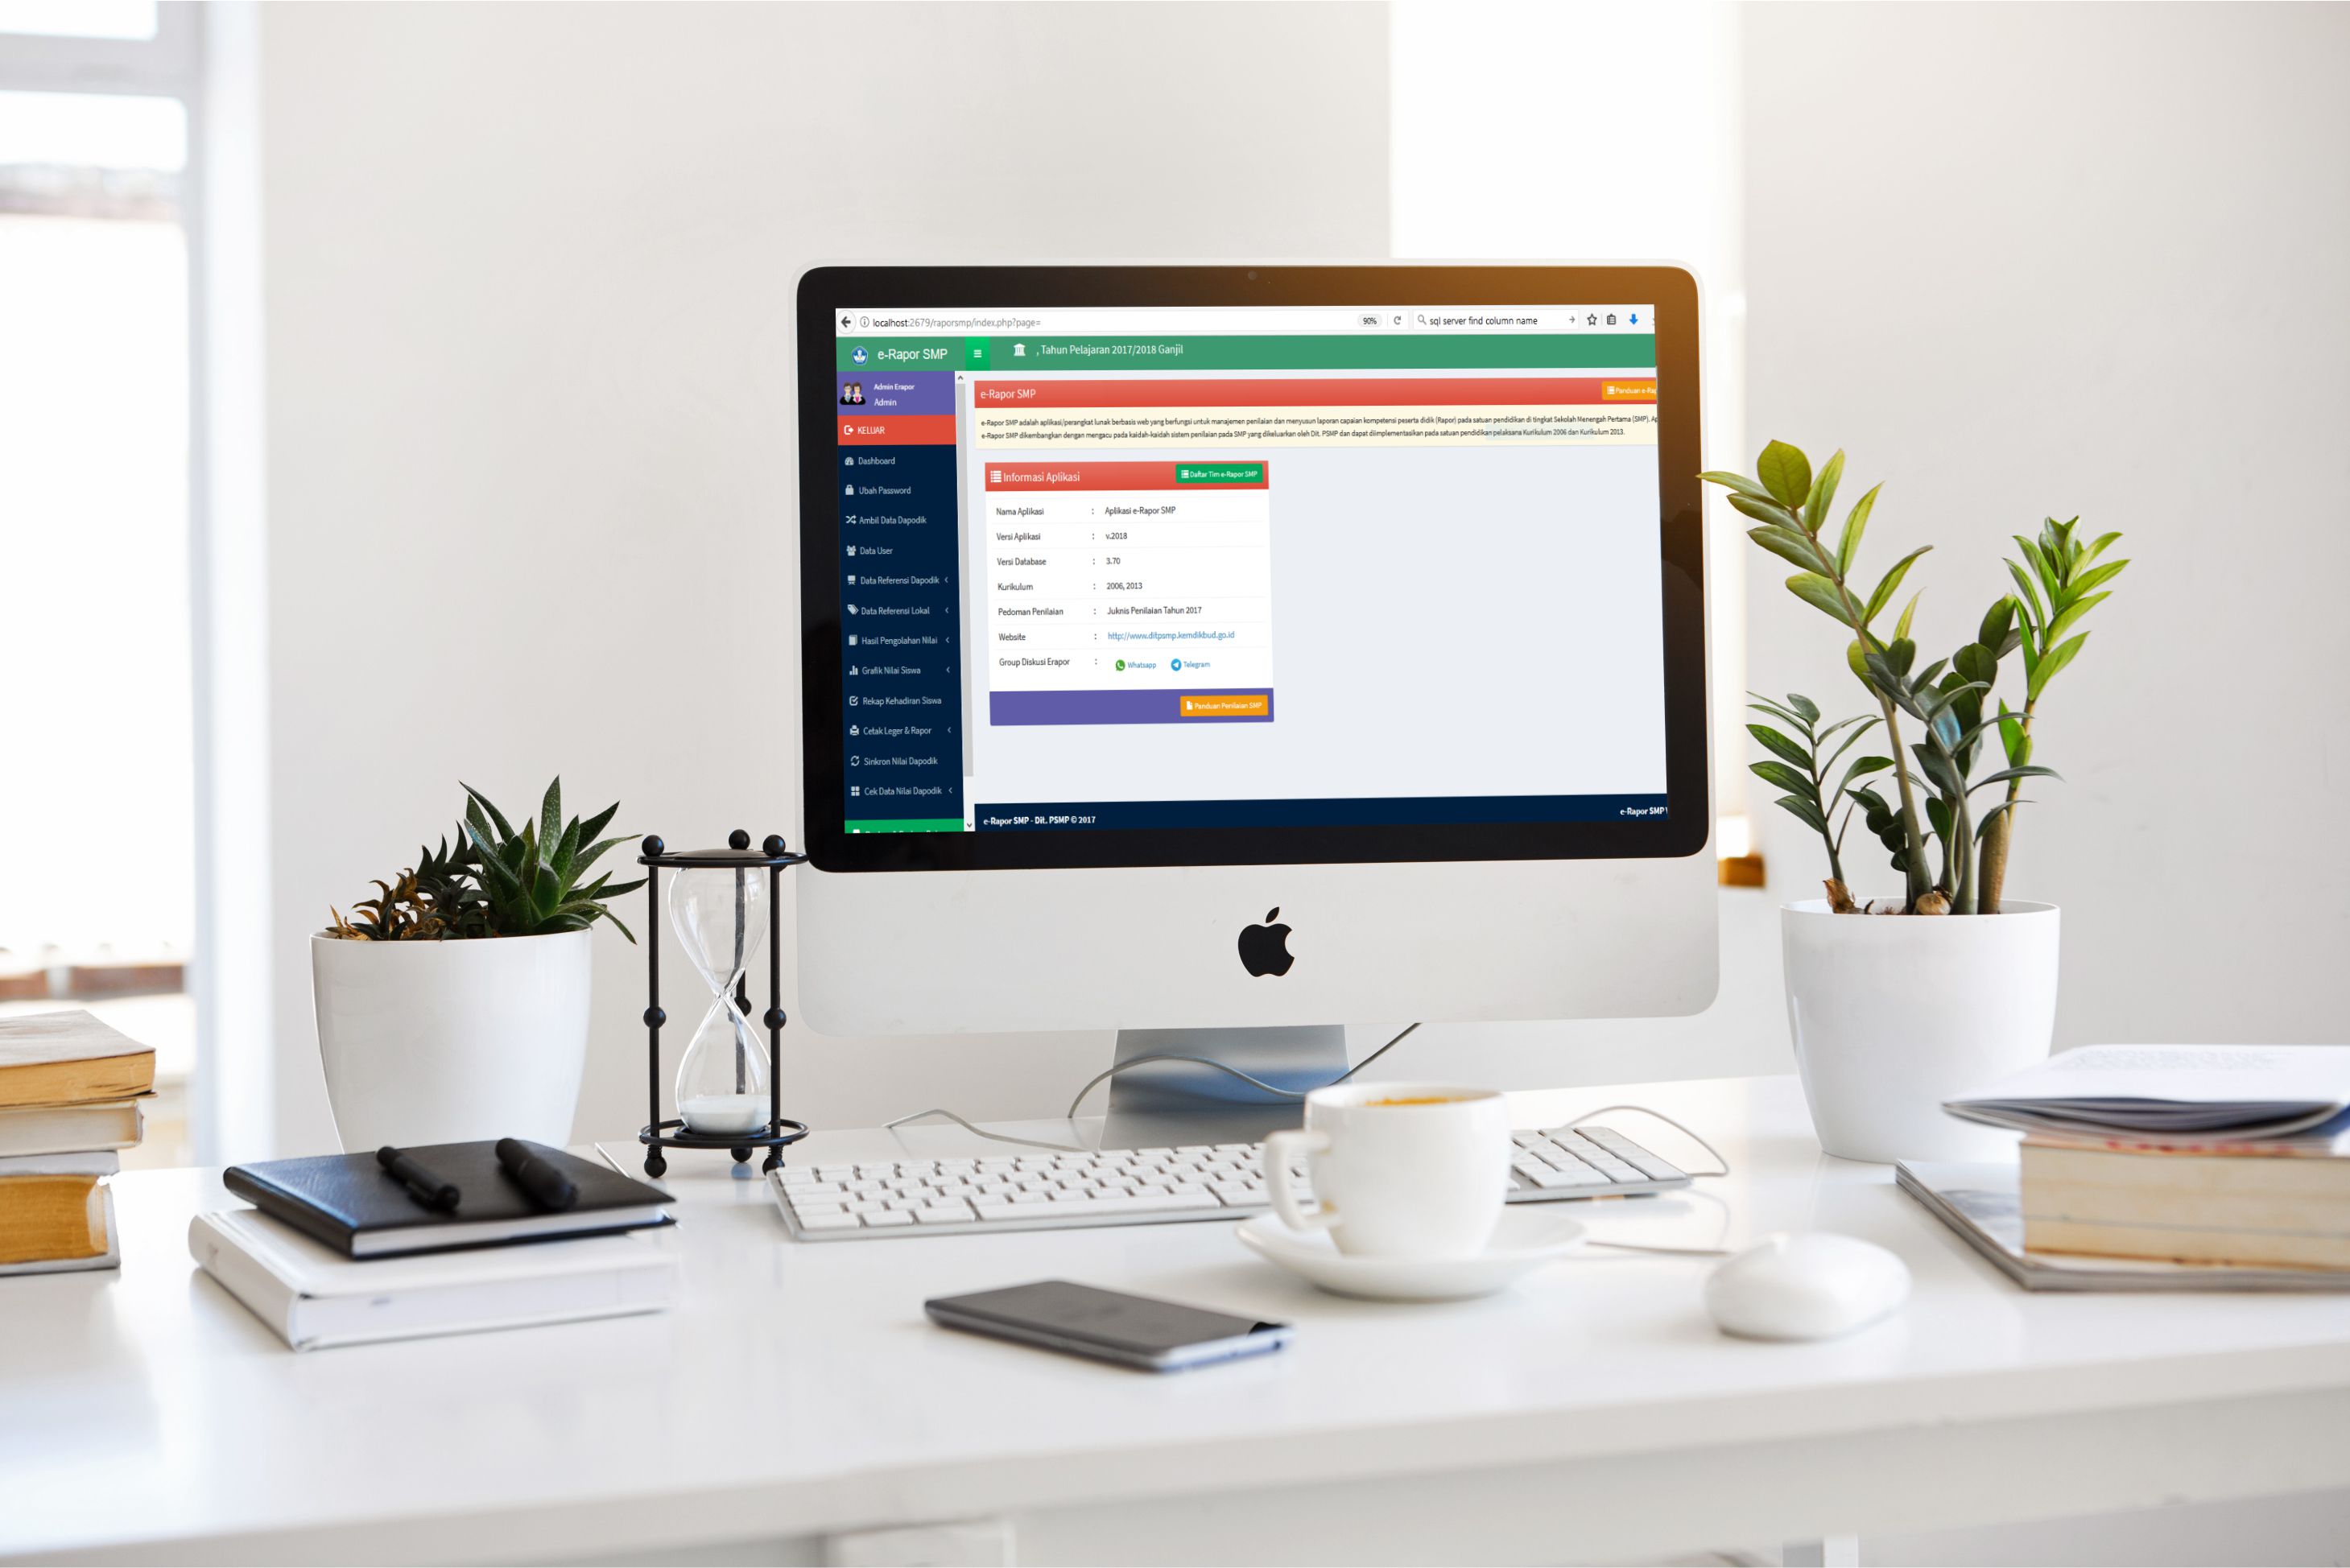 localhost:2679/raporsmp/index.php?page=
90%
sql server find column name
e-Rapor SMP
, Tahun Pelajaran 2017/2018 Ganjil
Admin Erapor
Admin
KELUAR
Dashboard
Ubah Password
Ambil Data Dapodik
Data User
Data Referensi Dapodik
Data Referensi Lokal
Hasil Pengolahan Nilai
Grafik Nilai Siswa
Rekap Kehadiran Siswa
Cetak Leger & Rapor
Sinkron Nilai Dapodik
Cek Data Nilai Dapodik
e-Rapor SMP
Panduan e-Ra
e-Rapor SMP adalah aplikasi/perangkat lunak berbasis web yang berfungsi untuk manajemen penilaian dan menyusun laporan capaian kompetensi peserta didik (Rapor) pada satuan pendidikan di tingkat Sekolah Menengah Pertama (SMP). Ap
e-Rapor SMP dikembangkan dengan mengacu pada kaidah-kaidah sistem penilaian pada SMP yang dikeluarkan oleh Dit. PSMP dan dapat diimplementasikan pada satuan pendidikan pelaksana Kurikulum 2006 dan Kurikulum 2013.
Informasi Aplikasi
Daftar Tim e-Rapor SMP
Nama Aplikasi : Aplikasi e-Rapor SMP
Versi Aplikasi : v.2018
Versi Database : 3.70
Kurikulum : 2006, 2013
Pedoman Penilaian : Juknis Penilaian Tahun 2017
Website : http://www.ditpsmp.kemdikbud.go.id
Group Diskusi Erapor : Whatsapp Telegram
Panduan Penilaian SMP
e-Rapor SMP - Dit. PSMP © 2017
e-Rapor SMP